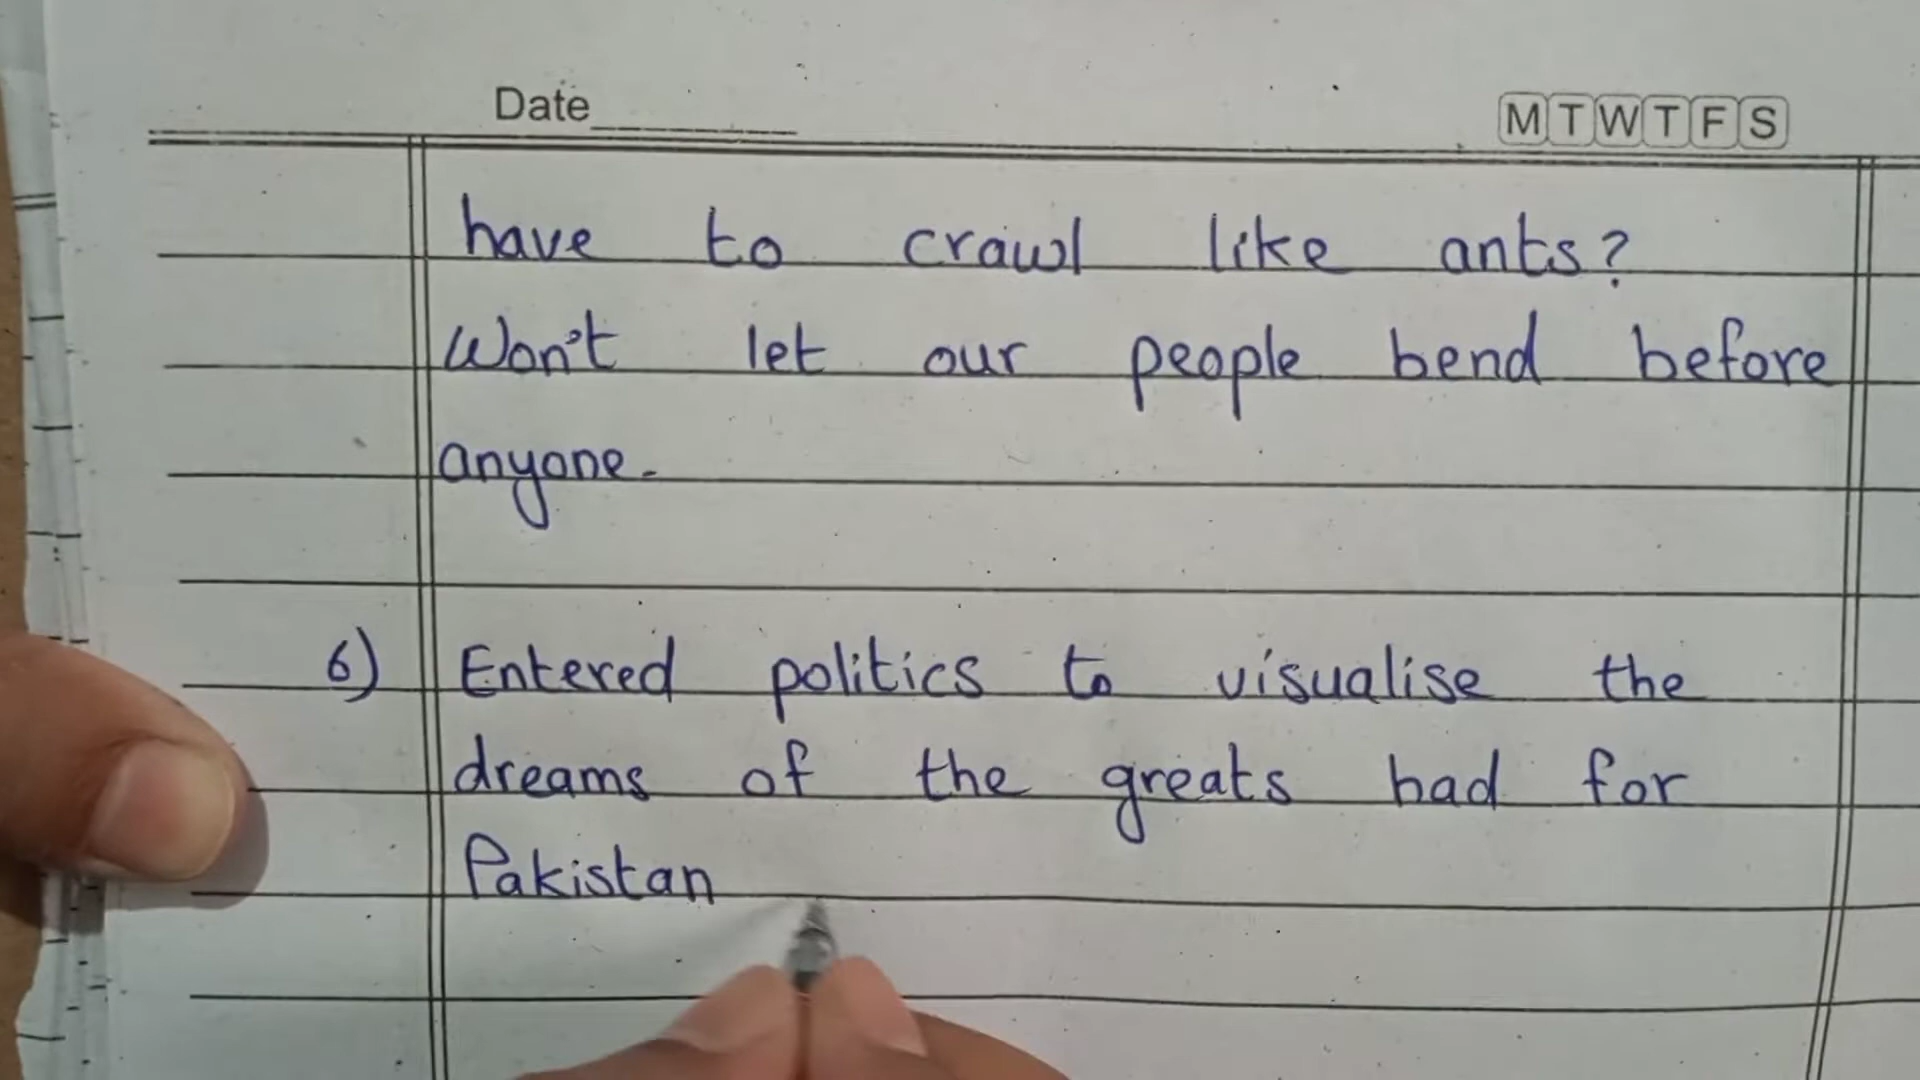 Date
M T W T F S
have to crawl like ants?
Won't let our people bend before
anyone.
6) Entered politics to visualise the
dreams of the greats had for
Pakistan